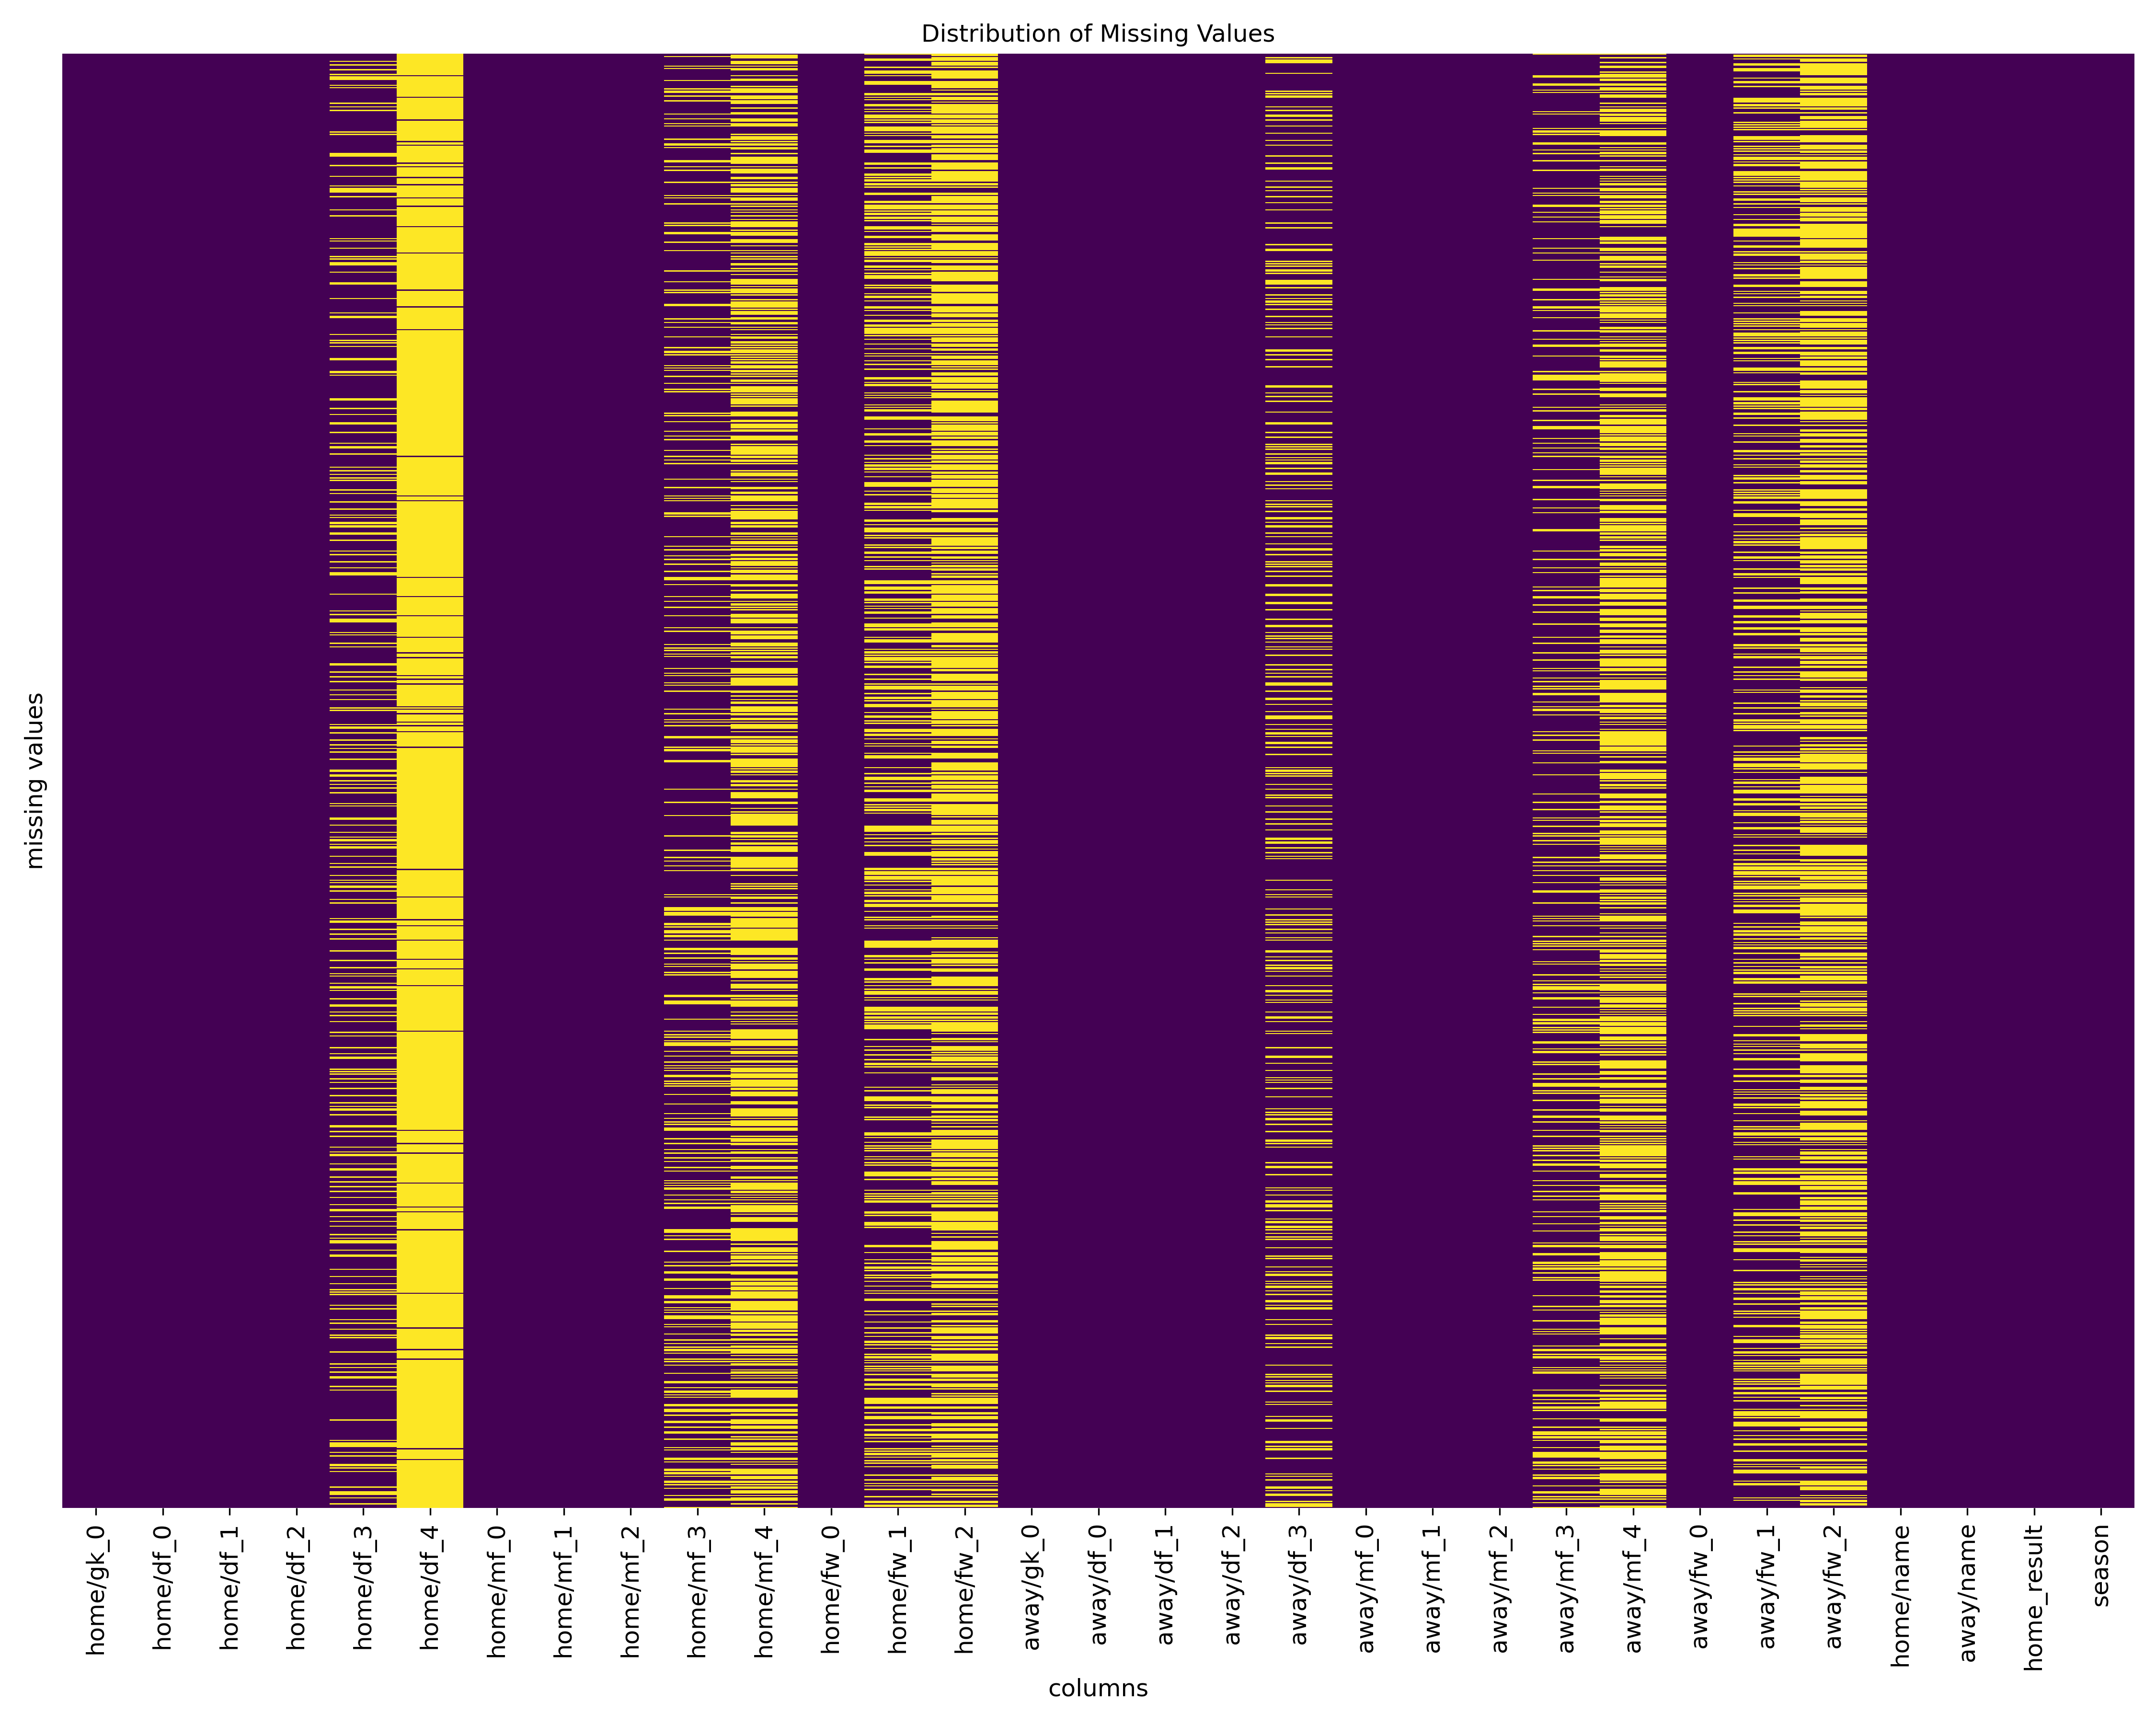 Distribution of Missing Values
missing values
home/gk_0
home/df_0
home/df_1
home/df_2
home/df_3
home/df_4
home/mf_0
home/mf_1
home/mf_2
home/mf_3
home/mf_4
home/fw_0
home/fw_1
home/fw_2
away/gk_0
away/df_0
away/df_1
away/df_2
away/df_3
away/mf_0
away/mf_1
away/mf_2
away/mf_3
away/mf_4
away/fw_0
away/fw_1
away/fw_2
home/name
away/name
home_result
season
columns